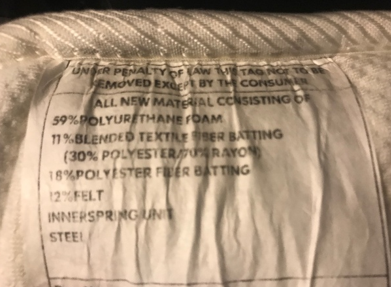 UNDER PENALTY OF LAW THIS TAG NOT TO BE
REMOVED EXCEPT BY THE CONSUMER
ALL NEW MATERIAL CONSISTING OF
59%POLYURETHANE FOAM
11%BLENDED TEXTILE FIBER BATTING
(30% POLYESTER/70% RAYON)
18%POLYESTER FIBER BATTING
12%FELT
INNERSPRING UNIT
STEEL